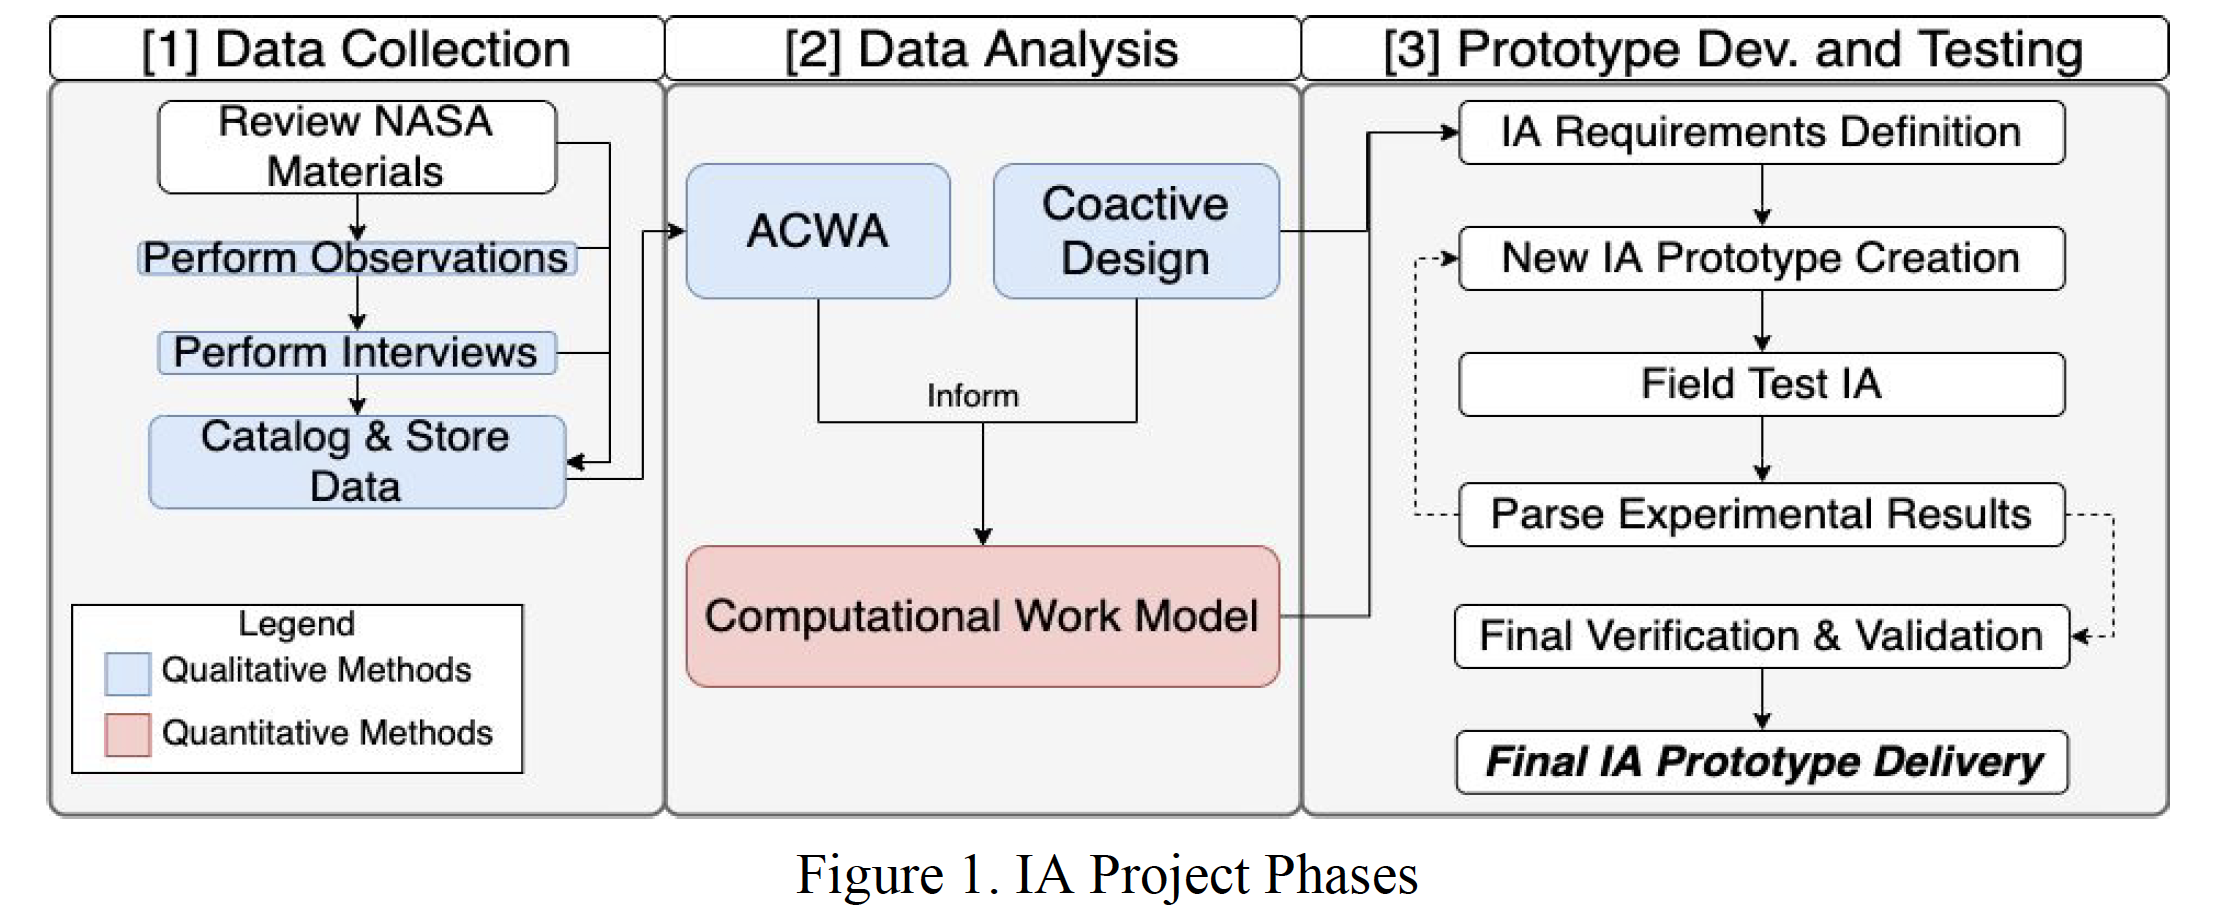 [1] Data Collection
[2] Data Analysis
[3] Prototype Dev. and Testing
Review NASA
Materials
Perform Observations
Perform Interviews
Catalog & Store
Data
Legend
Qualitative Methods
Quantitative Methods
ACWA
Coactive
Design
Inform
Computational Work Model
IA Requirements Definition
New IA Prototype Creation
Field Test IA
Parse Experimental Results
Final Verification & Validation
Final IA Prototype Delivery
Figure 1. IA Project Phases